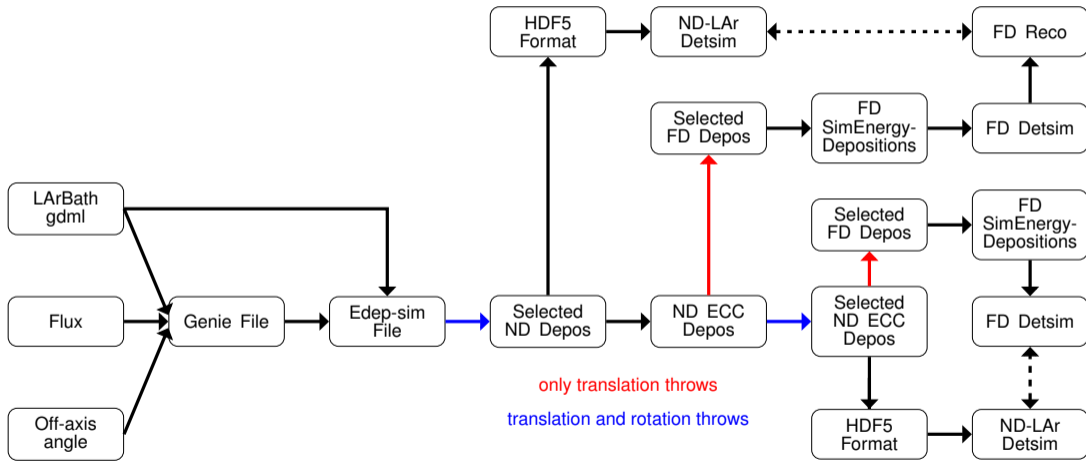 HDF5
Format
ND-LAr
Detsim
FD Reco
Selected
FD Depos
FD
SimEnergy-
Depositions
FD Detsim
LArBath
gdml
Selected
FD Depos
FD
SimEnergy-
Depositions
Flux
Genie File
Edep-sim
File
Selected
ND Depos
ND ECC
Depos
Selected
ND ECC
Depos
FD Detsim
only translation throws
translation and rotation throws
Off-axis
angle
HDF5
Format
ND-LAr
Detsim